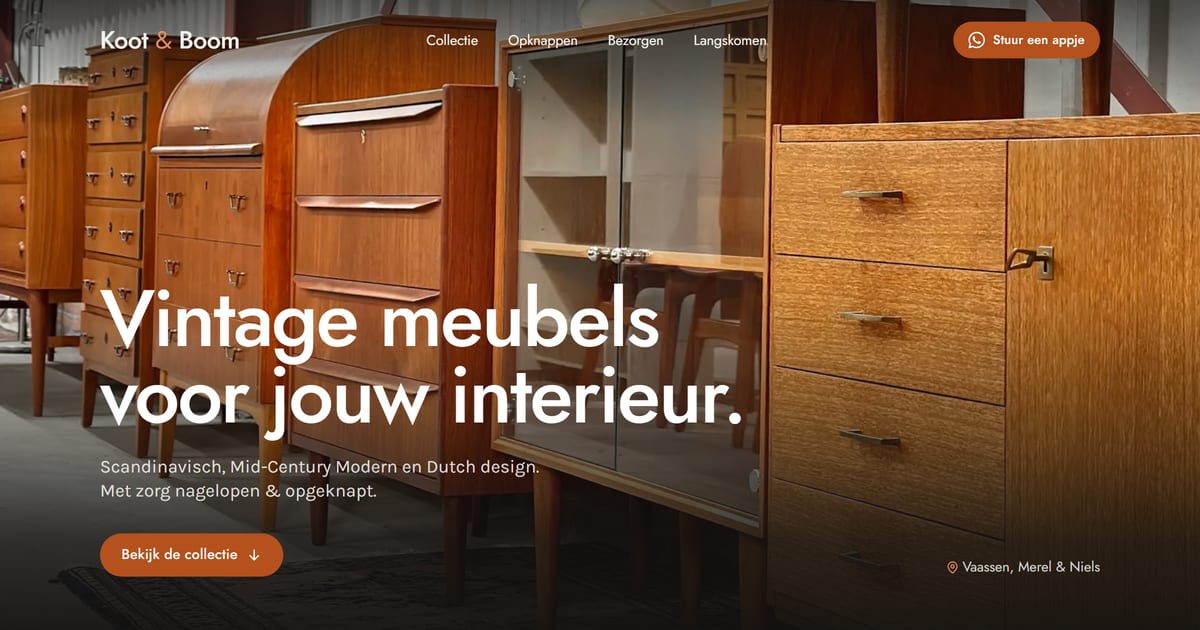 Koot & Boom
Collectie
Opknappen
Bezorgen
Langskomen
Stuur een appje
Vintage meubels
voor jouw interieur.
Scandinavisch, Mid-Century Modern en Dutch design.
Met zorg nagelopen & opgeknapt.
Bekijk de collectie ↓
Vaassen, Merel & Niels